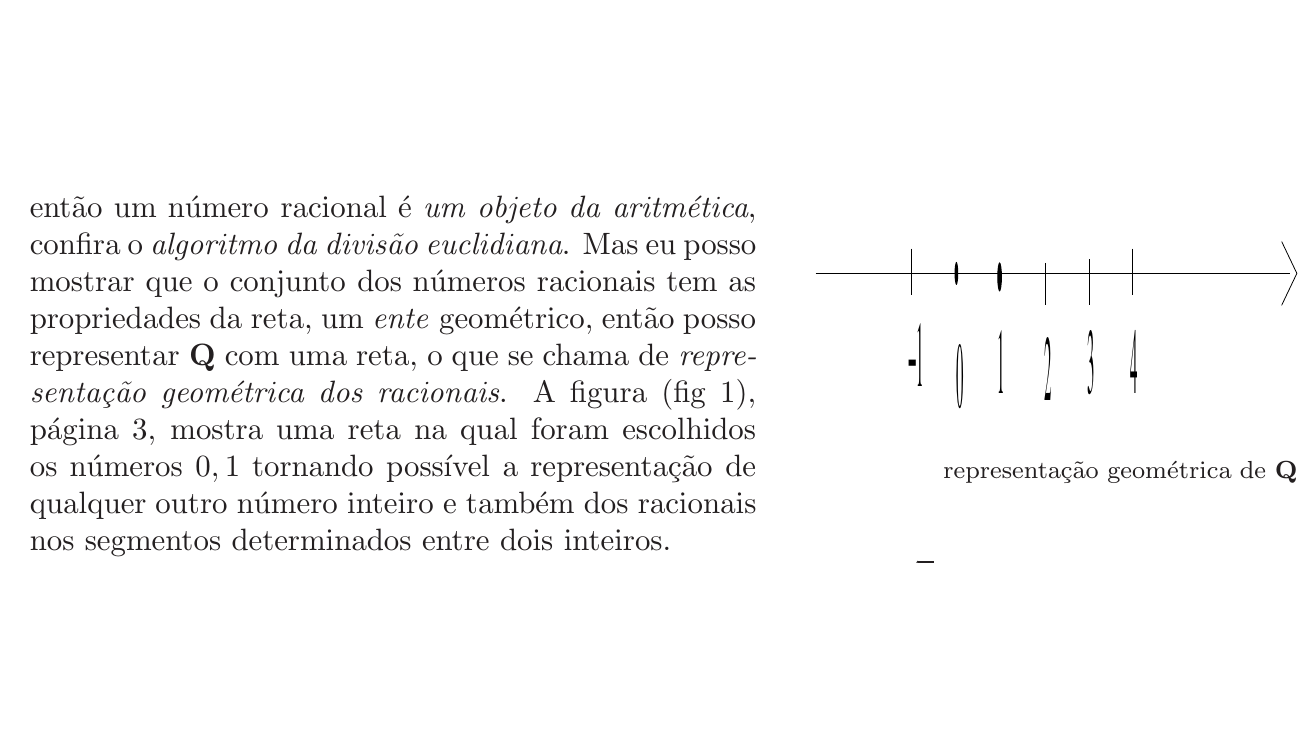 então um número racional é um objeto da aritmética,
confira o algoritmo da divisão euclidiana. Mas eu posso
mostrar que o conjunto dos números racionais tem as
propriedades da reta, um ente geométrico, então posso
representar Q com uma reta, o que se chama de repre-
sentação geométrica dos racionais. A figura (fig 1),
página 3, mostra uma reta na qual foram escolhidos
os números 0, 1 tornando possível a representação de
qualquer outro número inteiro e também dos racionais
nos segmentos determinados entre dois inteiros.
-1 0 1 2 3 4
representação geométrica de Q